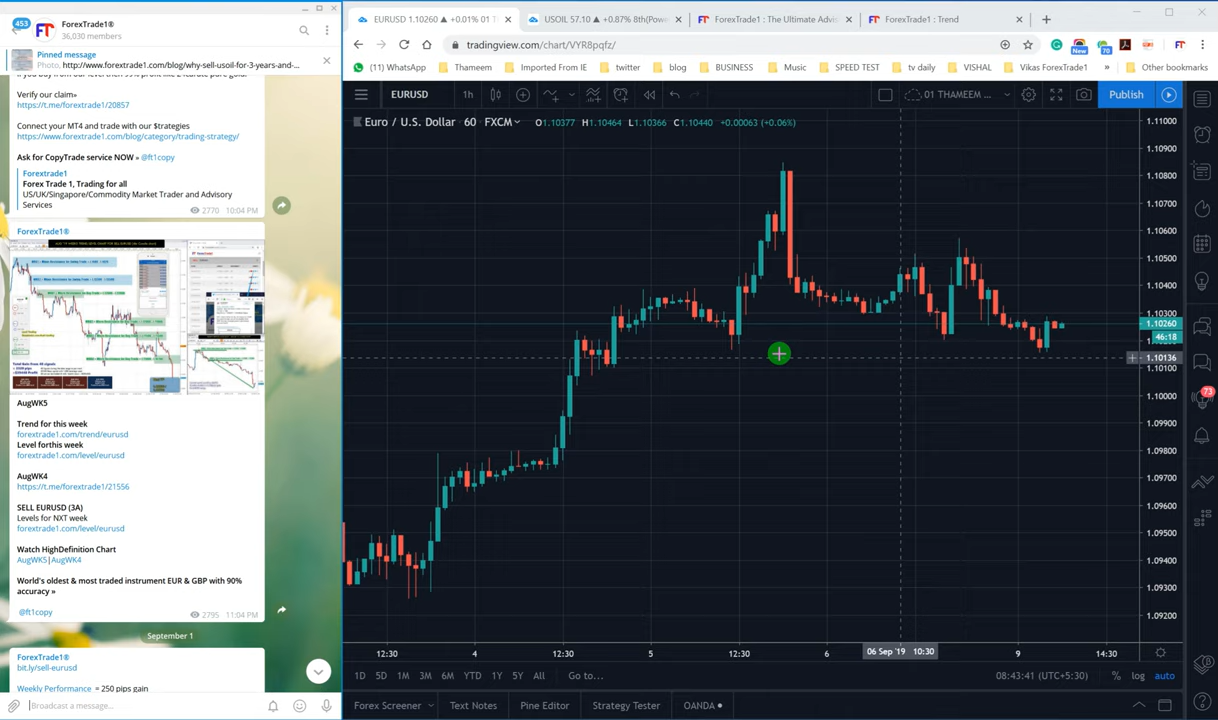 453
ForexTrade1®
36,030 members
Pinned message
Photo, http://www.forextrade1.com/blog/why-sell-usoil-for-3-years-and-...
Verify our claim»
https://t.me/forextrade1/20857
Connect your MT4 and trade with our $trategies
https://www.forextrade1.com/blog/category/trading-strategy/
Ask for CopyTrade service NOW » @ft1copy
Forextrade1
Forex Trade 1, Trading for all
US/UK/Singapore/Commodity Market Trader and Advisory
Services
2770 10:04 PM
ForexTrade1®
AugWK5
Trend for this week
forextrade1.com/trend/eurusd
Level forthis week
forextrade1.com/level/eurusd
AugWK4
https://t.me/forextrade1/21556
SELL EURUSD (3A)
Levels for NXT week
forextrade1.com/level/eurusd
Watch HighDefinition Chart
AugWK5|AugWK4
World's oldest & most traded instrument EUR & GBP with 90%
accuracy »
@ft1copy
2795 11:04 PM
September 1
ForexTrade1®
bit.ly/sell-eurusd
Weekly Performance = 250 pips gain
Broadcast a message...
EURUSD 1.10260 ▲ +0.01% 01 T
USOIL 57.10 ▲ +0.87% 8th(Power
ForexTrade1 : The Ultimate Advis
ForexTrade1 : Trend
tradingview.com/chart/VYR8pqfz/
New
70
(11) WhatsApp
Thameem
Imported From IE
twitter
blog
BUSINESS
Music
SPEED TEST
tv daily
VISHAL
Vikas ForexTrade1
»
Other bookmarks
EURUSD
1h
01 THAMEEM ...
Publish
Euro / U.S. Dollar 60 FXCM
O1.10377 H1.10464 L1.10366 C1.10440 +0.00063 (+0.06%)
1.11000
1.10900
1.10800
1.10700
1.10600
1.10500
1.10400
1.10300
1.10260
46:18
1.10136
1.10100
1.10000
1.09900
1.09800
1.09700
1.09600
1.09500
1.09400
1.09300
1.09200
73
12:30
4
12:30
5
12:30
6
06 Sep '19 10:30
9
14:30
1D 5D 1M 3M 6M YTD 1Y 5Y All Go to...
08:43:41 (UTC+5:30)
% log auto
Forex Screener
Text Notes
Pine Editor
Strategy Tester
OANDA